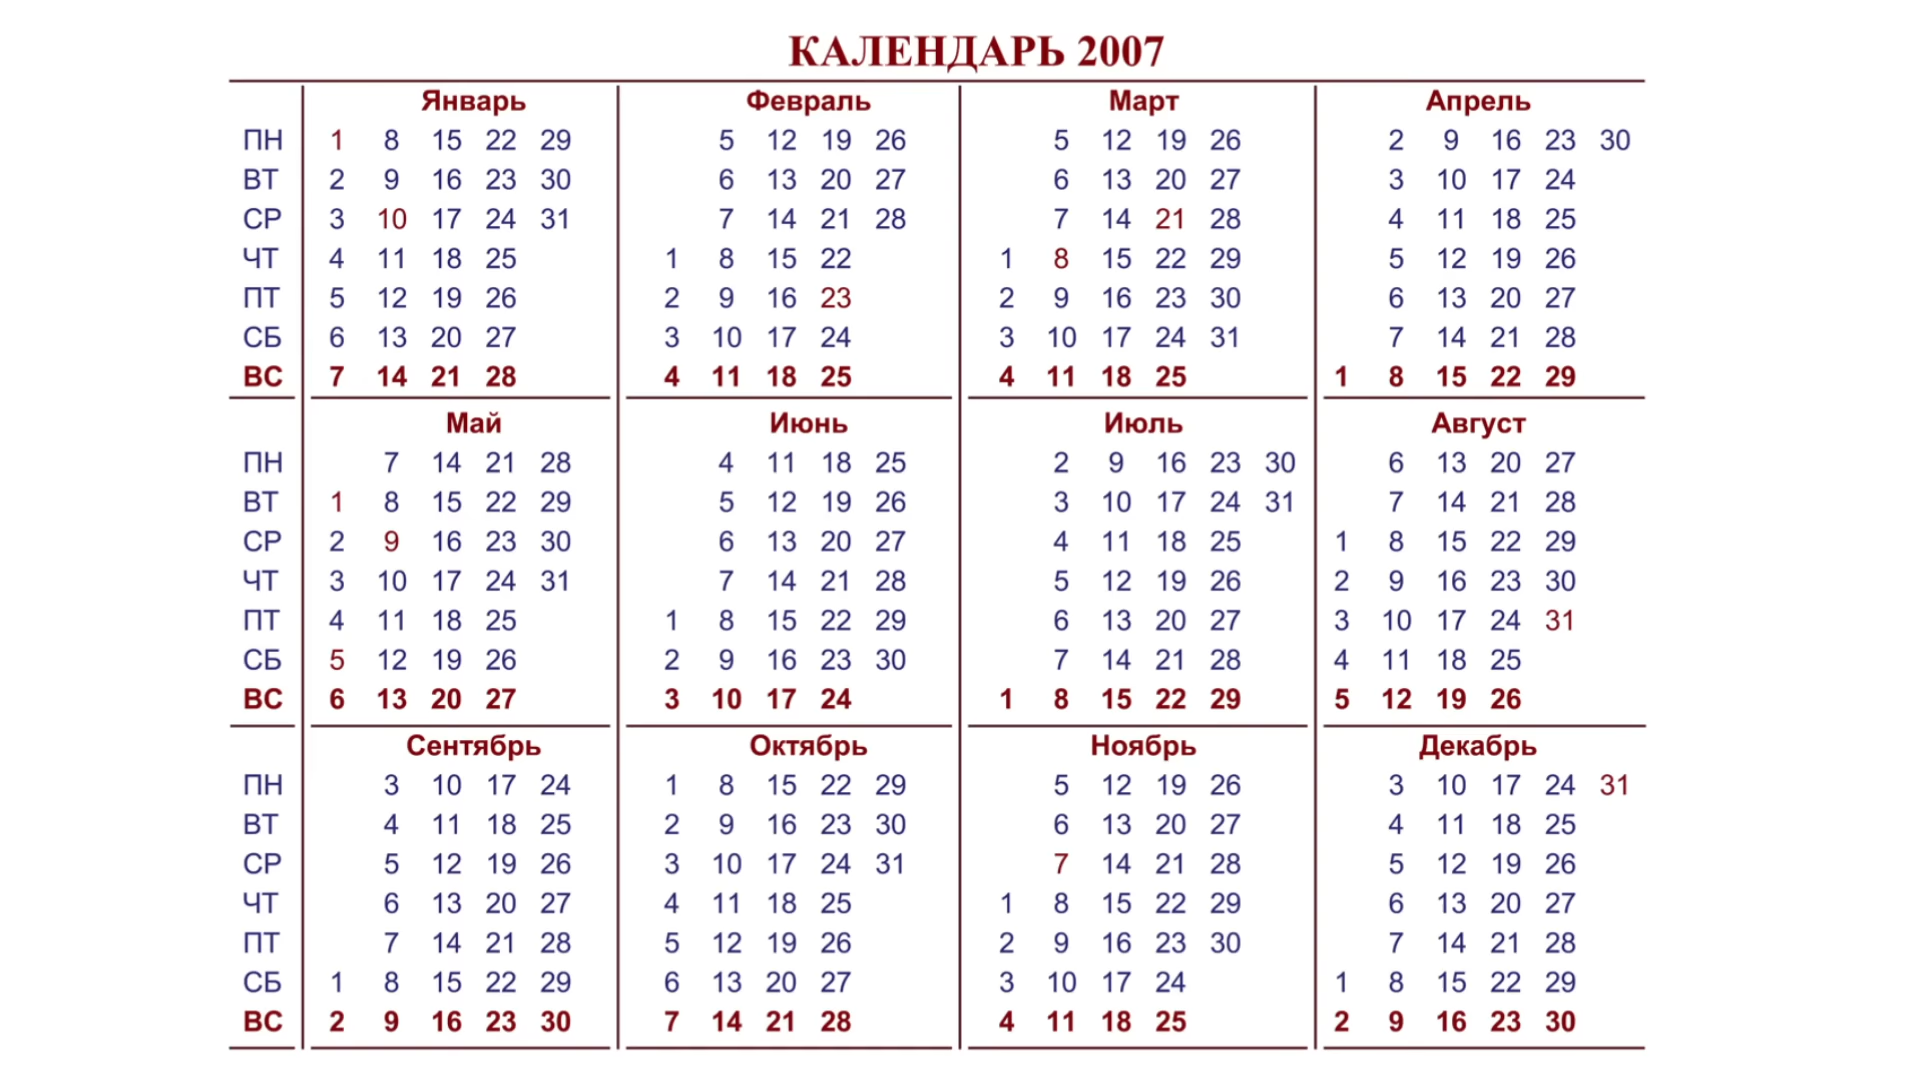 КАЛЕНДАРЬ 2007
Январь Февраль Март Апрель
ПН 1 8 15 22 29 5 12 19 26 5 12 19 26 2 9 16 23 30
ВТ 2 9 16 23 30 6 13 20 27 6 13 20 27 3 10 17 24
СР 3 10 17 24 31 7 14 21 28 7 14 21 28 4 11 18 25
ЧТ 4 11 18 25 1 8 15 22 1 8 15 22 29 5 12 19 26
ПТ 5 12 19 26 2 9 16 23 2 9 16 23 30 6 13 20 27
СБ 6 13 20 27 3 10 17 24 3 10 17 24 31 7 14 21 28
ВС 7 14 21 28 4 11 18 25 4 11 18 25 1 8 15 22 29
Май Июнь Июль Август
ПН 7 14 21 28 4 11 18 25 2 9 16 23 30 6 13 20 27
ВТ 1 8 15 22 29 5 12 19 26 3 10 17 24 31 7 14 21 28
СР 2 9 16 23 30 6 13 20 27 4 11 18 25 1 8 15 22 29
ЧТ 3 10 17 24 31 7 14 21 28 5 12 19 26 2 9 16 23 30
ПТ 4 11 18 25 1 8 15 22 29 6 13 20 27 3 10 17 24 31
СБ 5 12 19 26 2 9 16 23 30 7 14 21 28 4 11 18 25
ВС 6 13 20 27 3 10 17 24 1 8 15 22 29 5 12 19 26
Сентябрь Октябрь Ноябрь Декабрь
ПН 3 10 17 24 1 8 15 22 29 5 12 19 26 3 10 17 24 31
ВТ 4 11 18 25 2 9 16 23 30 6 13 20 27 4 11 18 25
СР 5 12 19 26 3 10 17 24 31 7 14 21 28 5 12 19 26
ЧТ 6 13 20 27 4 11 18 25 1 8 15 22 29 6 13 20 27
ПТ 7 14 21 28 5 12 19 26 2 9 16 23 30 7 14 21 28
СБ 1 8 15 22 29 6 13 20 27 3 10 17 24 1 8 15 22 29
ВС 2 9 16 23 30 7 14 21 28 4 11 18 25 2 9 16 23 30